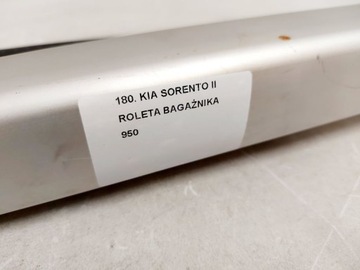 180. KIA SORENTO II
ROLETA BAGAŻNIKA
950